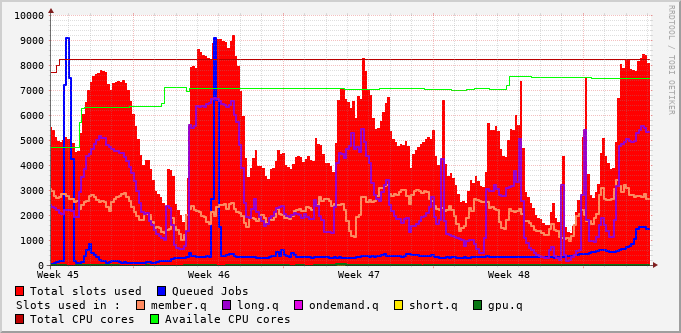 10000
9000
8000
7000
6000
5000
4000
3000
2000
1000
0
Week 45 Week 46 Week 47 Week 48
RRDTOOL / TOBI OETIKER
Total slots used Queued Jobs
Slots used in : member.q long.q ondemand.q short.q gpu.q
Total CPU cores Availale CPU cores